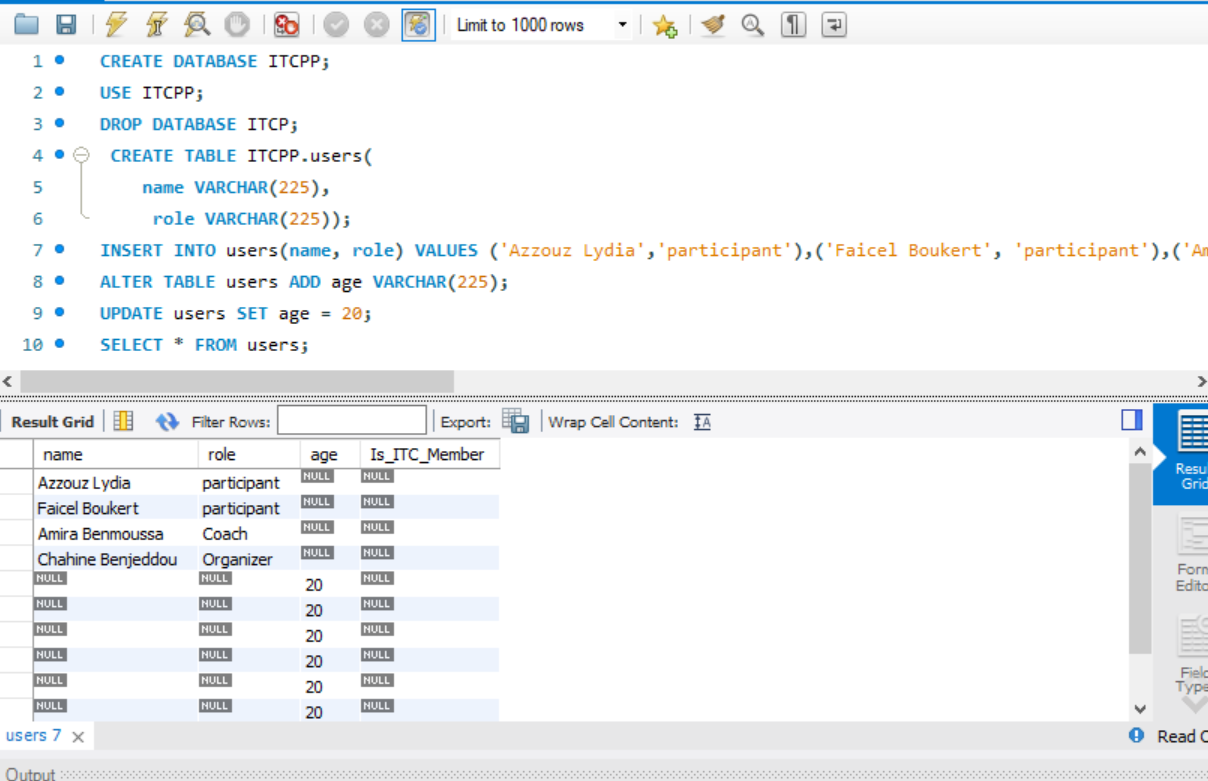 Limit to 1000 rows
1 CREATE DATABASE ITCPP;
2 USE ITCPP;
3 DROP DATABASE ITCP;
4 CREATE TABLE ITCPP.users(
5 name VARCHAR(225),
6 role VARCHAR(225));
7 INSERT INTO users(name, role) VALUES ('Azzouz Lydia','participant'),('Faicel Boukert', 'participant'),('Am
8 ALTER TABLE users ADD age VARCHAR(225);
9 UPDATE users SET age = 20;
10 SELECT * FROM users;
Result Grid Filter Rows: Export: Wrap Cell Content:
name role age Is_ITC_Member
Azzouz Lydia participant NULL NULL
Faicel Boukert participant NULL NULL
Amira Benmoussa Coach NULL NULL
Chahine Benjeddou Organizer NULL NULL
NULL NULL 20 NULL
NULL NULL 20 NULL
NULL NULL 20 NULL
NULL NULL 20 NULL
NULL NULL 20 NULL
NULL NULL 20 NULL
Resu
Grid
Form
Edito
Field
Type
users 7
Read O
Output